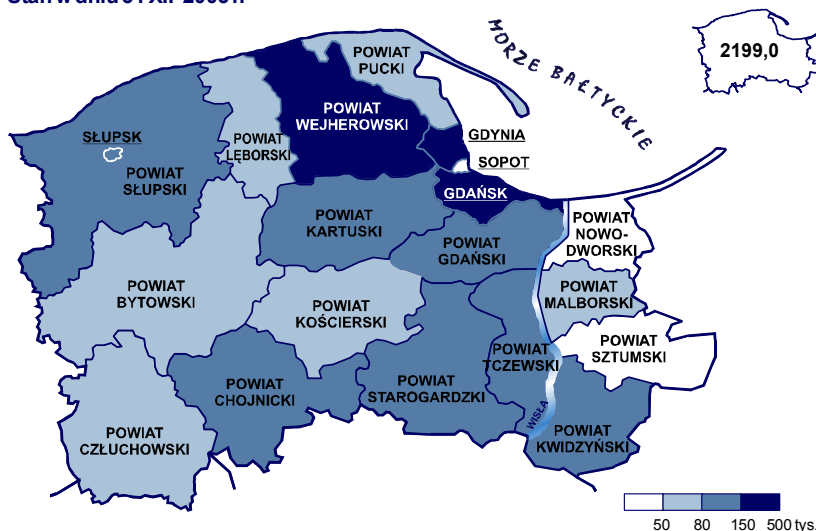 2199,0
MORZE BAŁTYCKIE
POWIAT
PUCKI
POWIAT
WEJHEROWSKI
GDYNIA
SOPOT
SŁUPSK
POWIAT
SŁUPSKI
POWIAT
LĘBORSKI
GDAŃSK
POWIAT
KARTUSKI
POWIAT
GDAŃSKI
POWIAT
NOWO-
DWORSKI
POWIAT
BYTOWSKI
POWIAT
KOŚCIERSKI
POWIAT
MALBORSKI
POWIAT
SZTUMSKI
POWIAT
TCZEWSKI
POWIAT
CHOJNICKI
POWIAT
STAROGARDZKI
WISŁA
POWIAT
CZŁUCHOWSKI
POWIAT
KWIDZYŃSKI
50 80 150 500 tys.